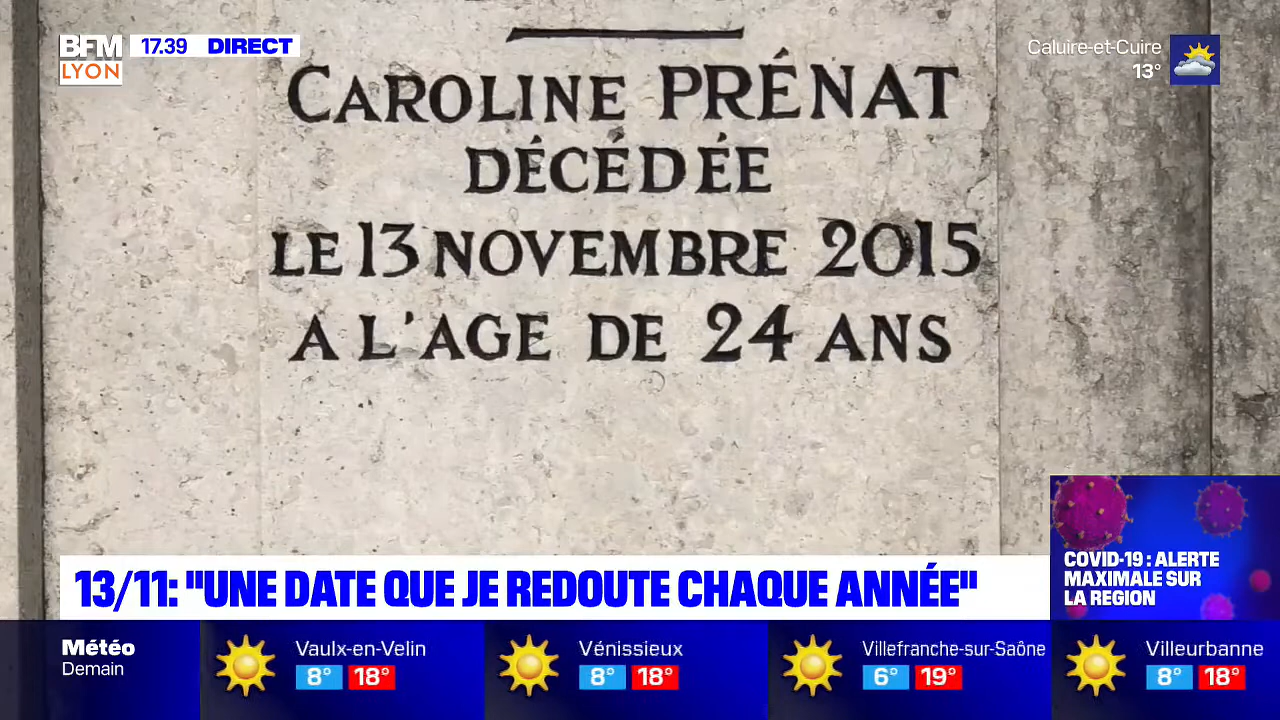 BFM
LYON
17.39 DIRECT
Caluire-et-Cuire
13°
CAROLINE PRÉNAT
DÉCÉDÉE
LE 13 NOVEMBRE 2015
A L'AGE DE 24 ANS
COVID-19 : ALERTE
MAXIMALE SUR
LA REGION
13/11: "UNE DATE QUE JE REDOUTE CHAQUE ANNÉE"
Météo
Demain
Vaulx-en-Velin
8° 18°
Vénissieux
8° 18°
Villefranche-sur-Saône
6° 19°
Villeurbanne
8° 18°